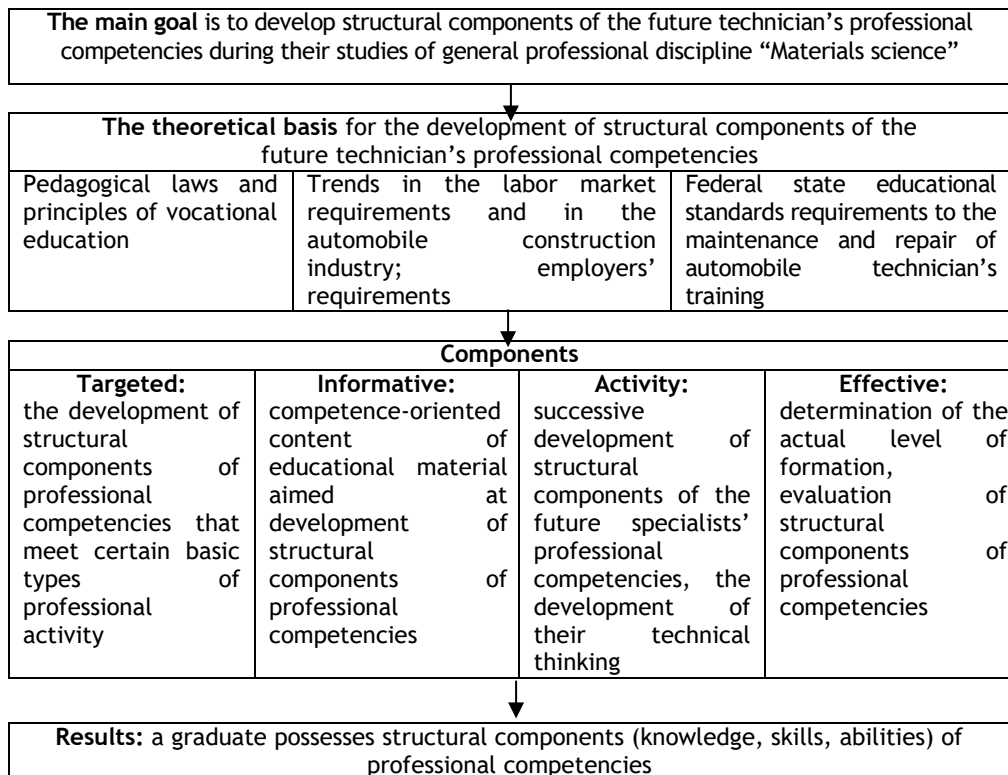 The main goal is to develop structural components of the future technician’s professional
competencies during their studies of general professional discipline “Materials science”
The theoretical basis for the development of structural components of the
future technician’s professional competencies
Pedagogical laws and
principles of vocational
education
Trends in the labor market
requirements and in the
automobile construction
industry; employers’
requirements
Federal state educational
standards requirements to the
maintenance and repair of
automobile technician’s
training
Components
Targeted:
the development of
structural
components of
professional
competencies that
meet certain basic
types of
professional
activity
Informative:
competence-oriented
content of
educational material
aimed at
development of
structural
components of
professional
competencies
Activity:
successive
development of
structural
components of the
future specialists’
professional
competencies, the
development of
their technical
thinking
Effective:
determination of the
actual level of
formation,
evaluation of
structural
components of
professional
competencies
Results: a graduate possesses structural components (knowledge, skills, abilities) of
professional competencies